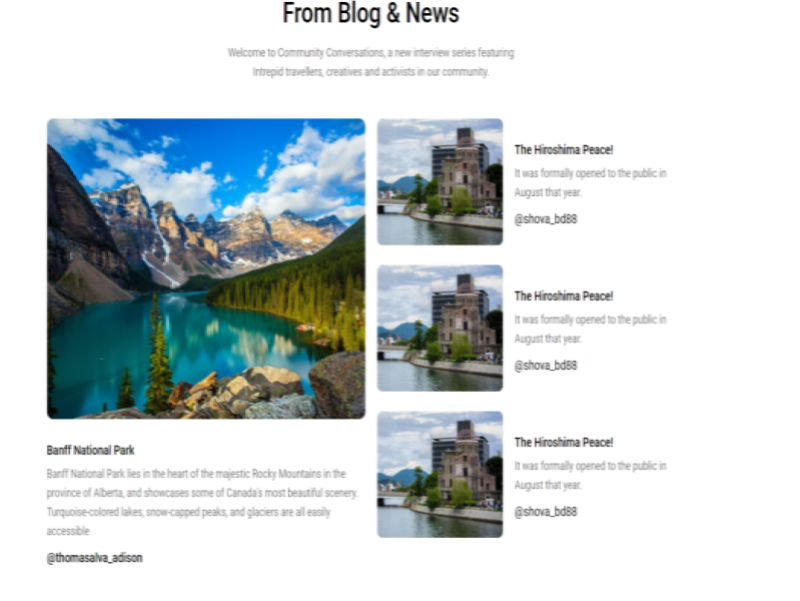 From Blog & News
Welcome to Community Conversations, a new interview series featuring
Intrepid travellers, creatives and activists in our community.
Banff National Park
Banff National Park lies in the heart of the majestic Rocky Mountains in the
province of Alberta, and showcases some of Canada's most beautiful scenery.
Turquoise-colored lakes, snow-capped peaks, and glaciers are all easily
accessible
@thomasalva_adison
The Hiroshima Peace!
It was formally opened to the public in
August that year.
@shova_bd88
The Hiroshima Peace!
It was formally opened to the public in
August that year.
@shova_bd88
The Hiroshima Peace!
It was formally opened to the public in
August that year.
@shova_bd88